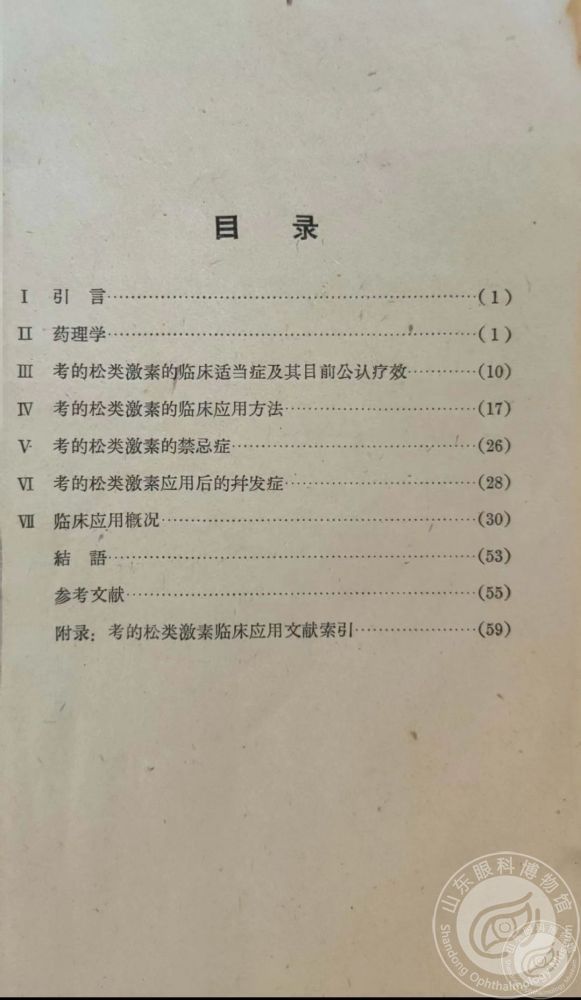 目 录
I 引 言……(1)
II 药理学……(1)
III 考的松类激素的临床适当症及其目前公认疗效……(10)
IV 考的松类激素的临床应用方法……(17)
V 考的松类激素的禁忌症……(26)
VI 考的松类激素应用后的幷发症……(28)
VII 临床应用概况……(30)
結 語……(53)
参考文献……(55)
附录：考的松类激素临床应用文献索引……(59)
山东眼科博物馆
Shandong Ophthalmology Museum